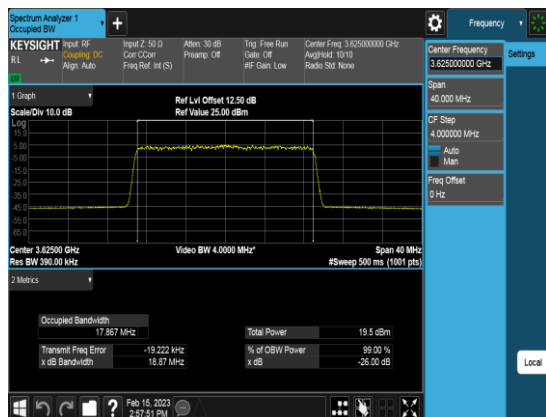 Spectrum Analyzer 1
Occupied BW
+
Frequency
KEYSIGHT
RL
Input: RF
Coupling: DC
Align: Auto
Input Z: 50 Ω
Corr CCorr
Freq Ref: Int (S)
Atten: 30 dB
Preamp: Off
Trig: Free Run
Gate: Off
#IF Gain: Low
Center Freq: 3.625000000 GHz
Avg|Hold: 10/10
Radio Std: None
Center Frequency
3.625000000 GHz
Settings
Span
40.000 MHz
CF Step
4.000000 MHz
Auto
Man
Freq Offset
0 Hz
Local
1 Graph
Scale/Div 10.0 dB
Ref Lvl Offset 12.50 dB
Ref Value 25.00 dBm
Log
15.0
5.00
-5.00
-15.0
-25.0
-35.0
-45.0
-55.0
-65.0
Center 3.62500 GHz
Res BW 390.00 kHz
Video BW 4.0000 MHz*
Span 40 MHz
#Sweep 500 ms (1001 pts)
2 Metrics
Occupied Bandwidth
17.867 MHz
Total Power 19.5 dBm
Transmit Freq Error -19.222 kHz
% of OBW Power 99.00 %
x dB Bandwidth 18.87 MHz
x dB -26.00 dB
?
Feb 15, 2023
2:57:51 PM